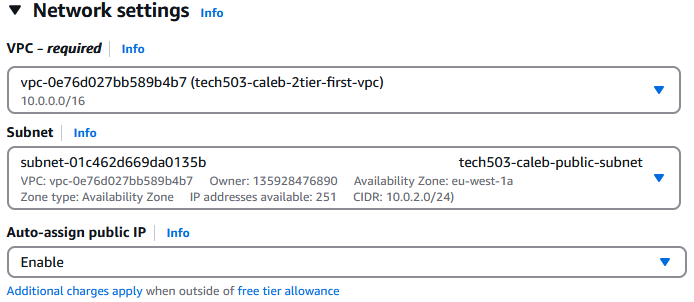 Network settings Info
VPC – required Info
vpc-0e76d027bb589b4b7 (tech503-caleb-2tier-first-vpc)
10.0.0.0/16
Subnet Info
subnet-01c462d669da0135b tech503-caleb-public-subnet
VPC: vpc-0e76d027bb589b4b7 Owner: 135928476890 Availability Zone: eu-west-1a
Zone type: Availability Zone IP addresses available: 251 CIDR: 10.0.2.0/24)
Auto-assign public IP Info
Enable
Additional charges apply when outside of free tier allowance